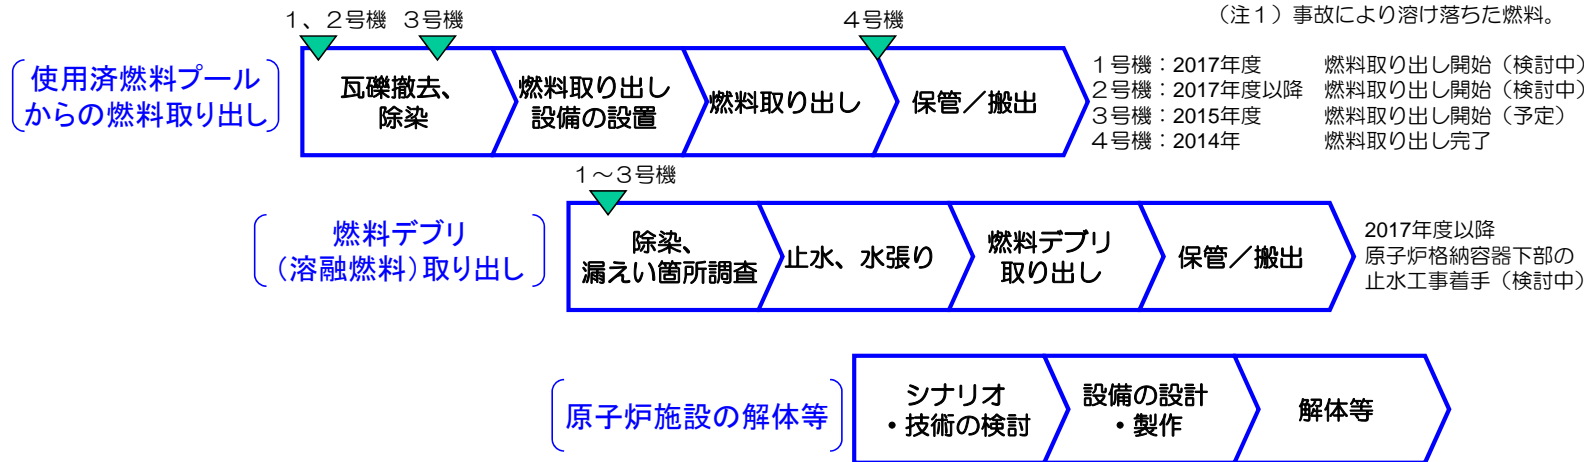 (注1)事故により溶け落ちた燃料。
1、2号機 3号機 4号機
使用済燃料プール
からの燃料取り出し
瓦礫撤去、
除染
燃料取り出し
設備の設置
燃料取り出し
保管/搬出
1号機:2017年度 燃料取り出し開始(検討中)
2号機:2017年度以降 燃料取り出し開始(検討中)
3号機:2015年度 燃料取り出し開始(予定)
4号機:2014年 燃料取り出し完了
1~3号機
燃料デブリ
(溶融燃料)取り出し
除染、
漏えい箇所調査
止水、水張り
燃料デブリ
取り出し
保管/搬出
2017年度以降
原子炉格納容器下部の
止水工事着手(検討中)
原子炉施設の解体等
シナリオ
・技術の検討
設備の設計
・製作
解体等